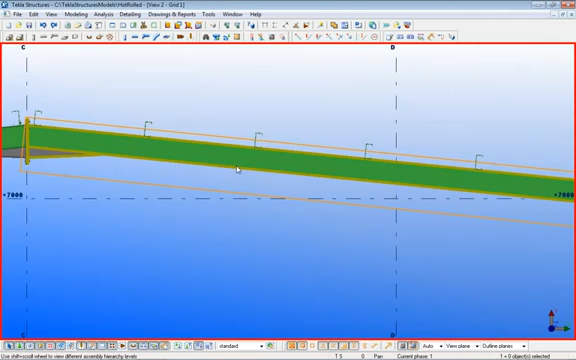 Tekla Structures - C:\TeklaStructuresModels\HotRolled - [View 2 - Grid 1]
File Edit View Modeling Analysis Detailing Drawings & Reports Tools Window Help
C
D
+7000
+7000
C
D
standard
Auto
View plane
Outline planes
Use shift+scroll wheel to view different assembly hierarchy levels
T S
0
Pan
Current phase: 1
1 + 0 object(s) selected